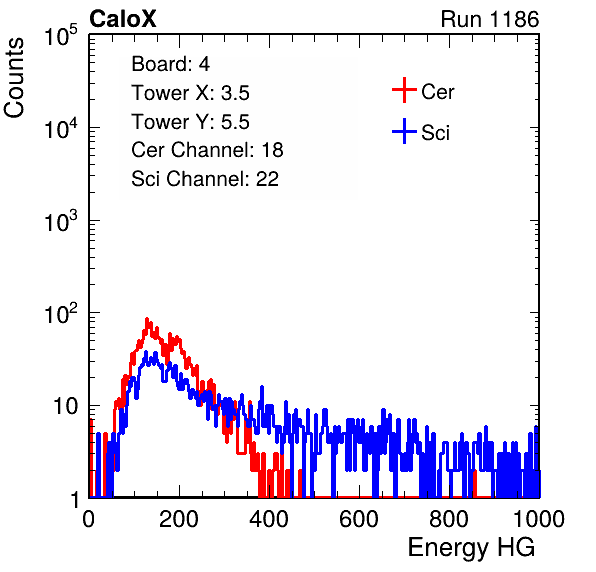 CaloX Run 1186
Counts
10^5
10^4
10^3
10^2
10
1
Board: 4
Tower X: 3.5
Tower Y: 5.5
Cer Channel: 18
Sci Channel: 22
Cer
Sci
0 200 400 600 800 1000
Energy HG